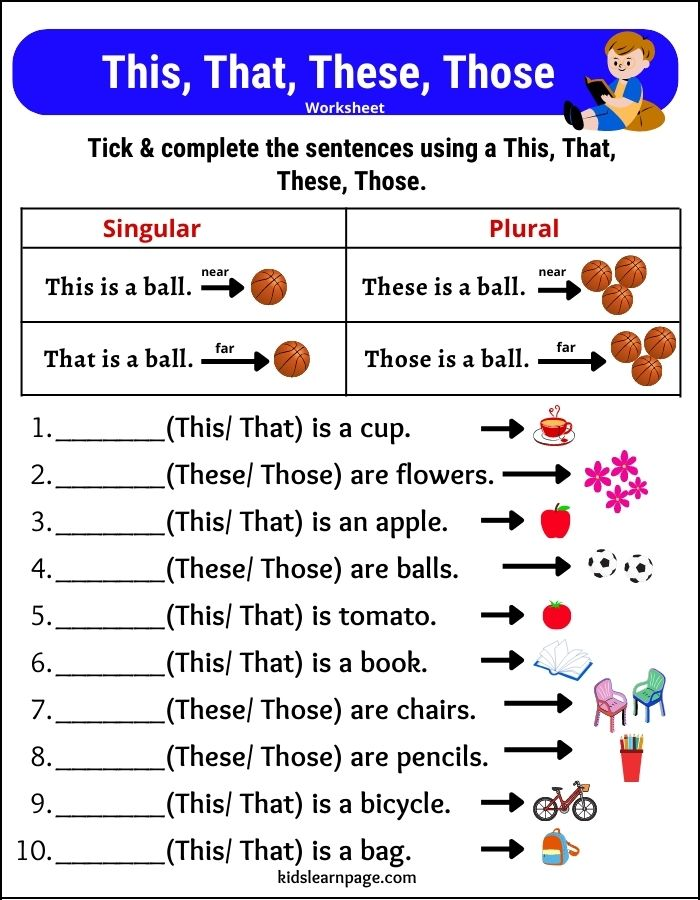 This, That, These, Those
Worksheet
Tick & complete the sentences using a This, That,
These, Those.
Singular
Plural
This is a ball. near
These is a ball. near
That is a ball. far
Those is a ball. far
1.________(This/ That) is a cup.
2.________(These/ Those) are flowers.
3.________(This/ That) is an apple.
4.________(These/ Those) are balls.
5.________(This/ That) is tomato.
6.________(This/ That) is a book.
7.________(These/ Those) are chairs.
8.________(These/ Those) are pencils.
9.________(This/ That) is a bicycle.
10.________(This/ That) is a bag.
kidslearnpage.com